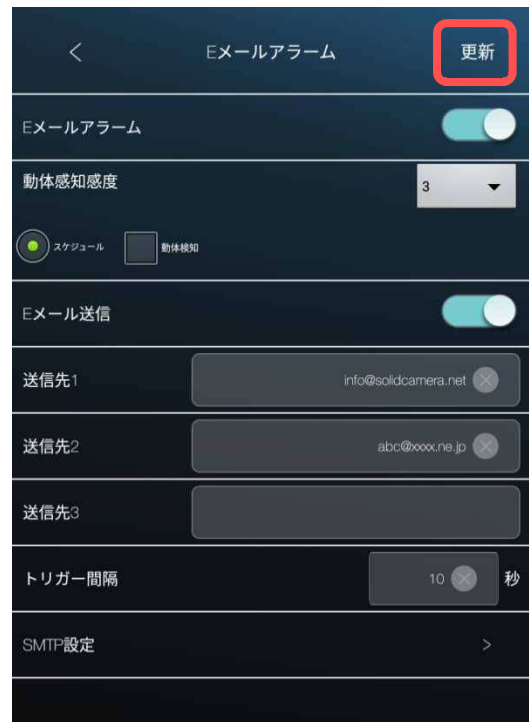 Eメールアラーム 更新
Eメールアラーム
動体感知感度 3
スケジュール 動体検知
Eメール送信
送信先1 info@solidcamera.net
送信先2 abc@xxxx.ne.jp
送信先3
トリガー間隔 10 秒
SMTP設定 >